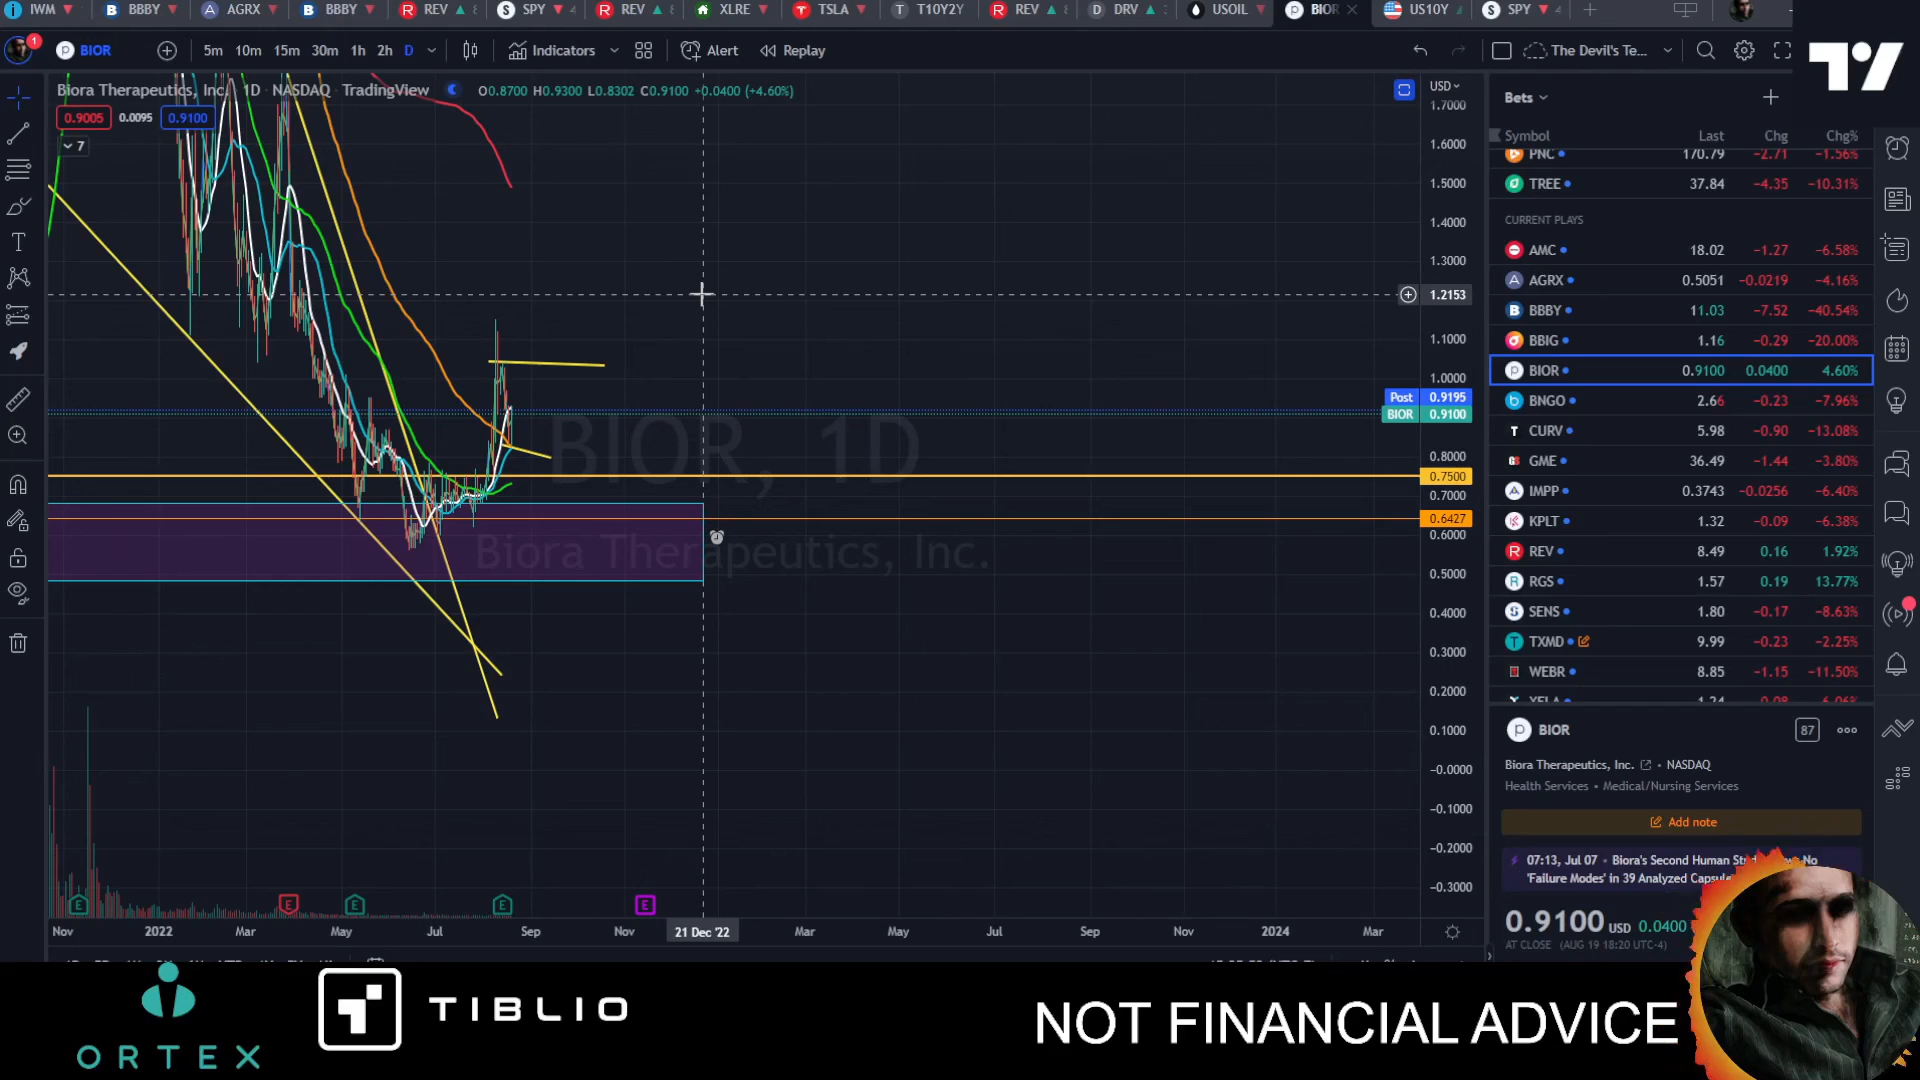 IWM BBBY AGRX BBBY REV SPY REV XLRE TSLA T10Y2Y REV DRV USOIL BIOR US10Y SPY
1 BIOR 5m 10m 15m 30m 1h 2h D Indicators Alert Replay The Devil's Te...
Biora Therapeutics, Inc. 1D NASDAQ TradingView O0.8700 H0.9300 L0.8302 C0.9100 +0.0400 (+4.60%)
0.9005 0.0095 0.9100
7
USD
1.7000
1.6000
1.5000
1.4000
1.3000
1.2153
1.1000
1.0000
Post 0.9195
BIOR 0.9100
0.8000
0.7500
0.7000
0.6427
0.6000
0.5000
0.4000
0.3000
0.2000
0.1000
−0.0000
−0.1000
−0.2000
−0.3000
BIOR, 1D
Biora Therapeutics, Inc.
E E E E E
Nov 2022 Mar May Jul Sep Nov 21 Dec '22 Mar May Jul Sep Nov 2024 Mar
Bets
Symbol Last Chg Chg%
PNC 170.79 −2.71 −1.56%
TREE 37.84 −4.35 −10.31%
CURRENT PLAYS
AMC 18.02 −1.27 −6.58%
AGRX 0.5051 −0.0219 −4.16%
BBBY 11.03 −7.52 −40.54%
BBIG 1.16 −0.29 −20.00%
BIOR 0.9100 0.0400 4.60%
BNGO 2.66 −0.23 −7.96%
CURV 5.98 −0.90 −13.08%
GME 36.49 −1.44 −3.80%
IMPP 0.3743 −0.0256 −6.40%
KPLT 1.32 −0.09 −6.38%
REV 8.49 0.16 1.92%
RGS 1.57 0.19 13.77%
SENS 1.80 −0.17 −8.63%
TXMD 9.99 −0.23 −2.25%
WEBR 8.85 −1.15 −11.50%
BIOR 87
Biora Therapeutics, Inc. • NASDAQ
Health Services • Medical/Nursing Services
Add note
07:13, Jul 07 • Biora's Second Human No
'Failure Modes' in 39 Analyzed
0.9100 USD 0.0400
AT CLOSE (AUG 19 18:20 UTC-4)
ORTEX
TIBLIO
NOT FINANCIAL ADVICE